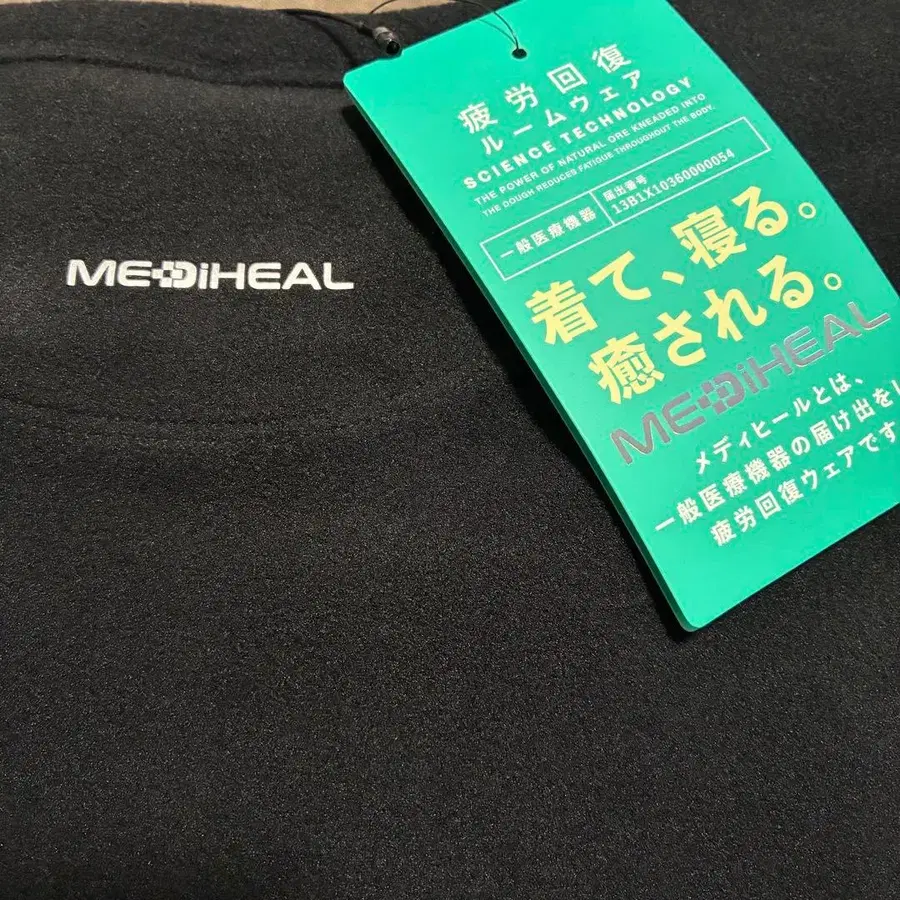 MEDiHEAL
疲労回復
ルームウェア
SCIENCE TECHNOLOGY
THE POWER OF NATURAL ORE KNEADED INTO
THE DOUGH REDUCES FATIGUE THROUGHOUT THE BODY.
一般医療機器
届出番号
13B1X10360000054
着て、寝る。
癒される。
MEDiHEAL
メディヒールとは、
一般医療機器の届け出をし
疲労回復ウェアです